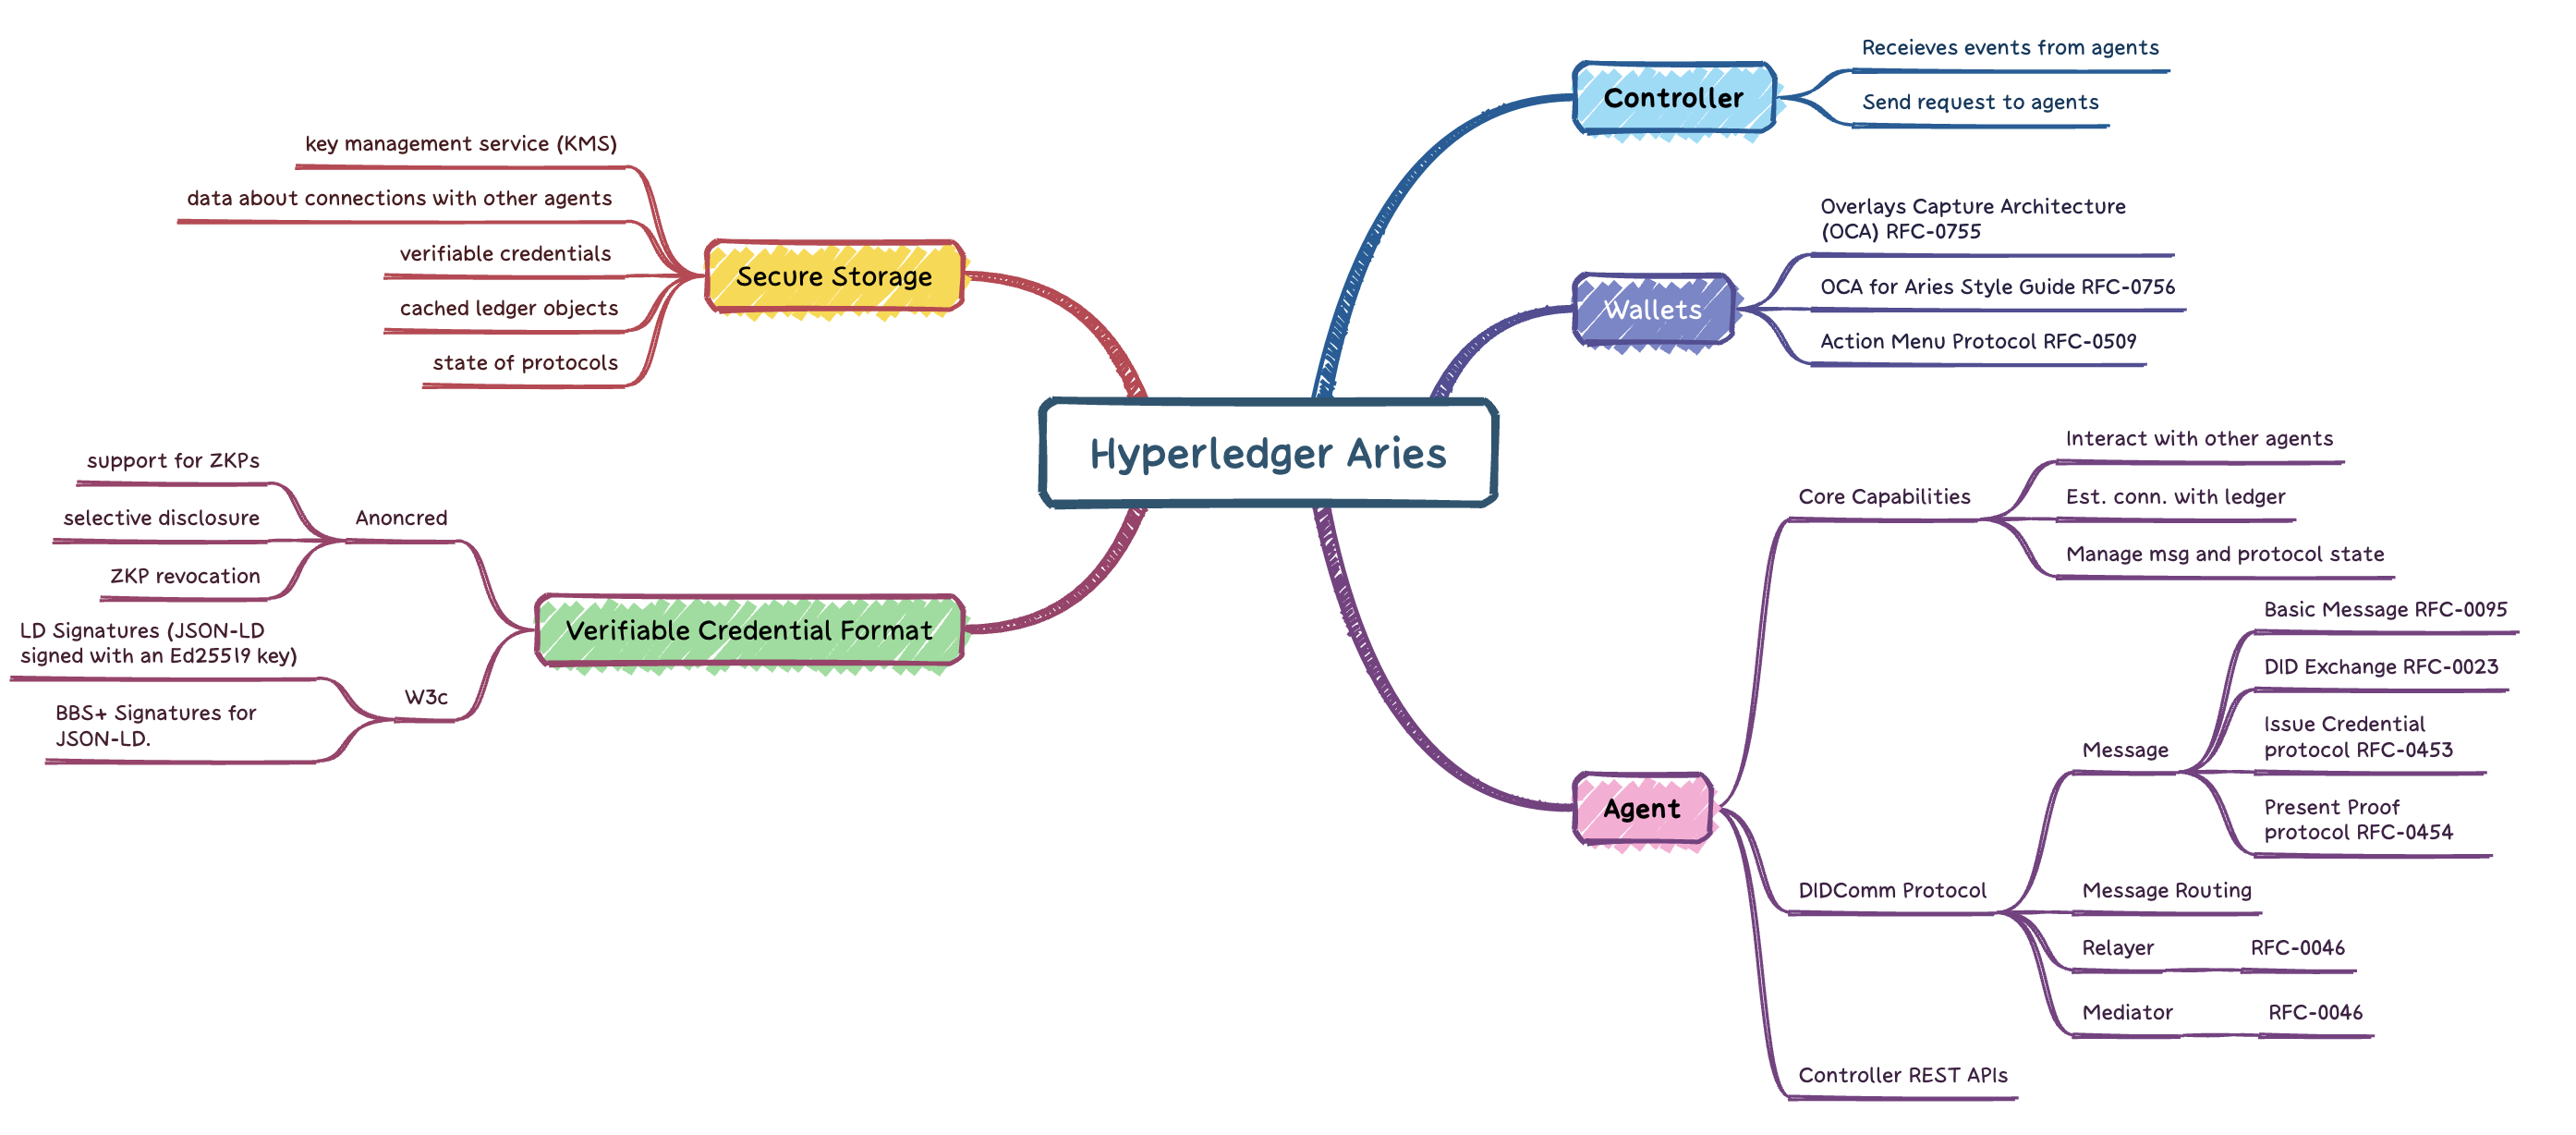 Hyperledger Aries
Controller
Receieves events from agents
Send request to agents
Wallets
Overlays Capture Architecture
(OCA) RFC-0755
OCA for Aries Style Guide RFC-0756
Action Menu Protocol RFC-0509
Agent
Core Capabilities
Interact with other agents
Est. conn. with ledger
Manage msg and protocol state
DIDComm Protocol
Message
Basic Message RFC-0095
DID Exchange RFC-0023
Issue Credential
protocol RFC-0453
Present Proof
protocol RFC-0454
Message Routing
Relayer
RFC-0046
Mediator
RFC-0046
Controller REST APIs
Secure Storage
key management service (KMS)
data about connections with other agents
verifiable credentials
cached ledger objects
state of protocols
Verifiable Credential Format
Anoncred
support for ZKPs
selective disclosure
ZKP revocation
W3c
LD Signatures (JSON-LD
signed with an Ed25519 key)
BBS+ Signatures for
JSON-LD.